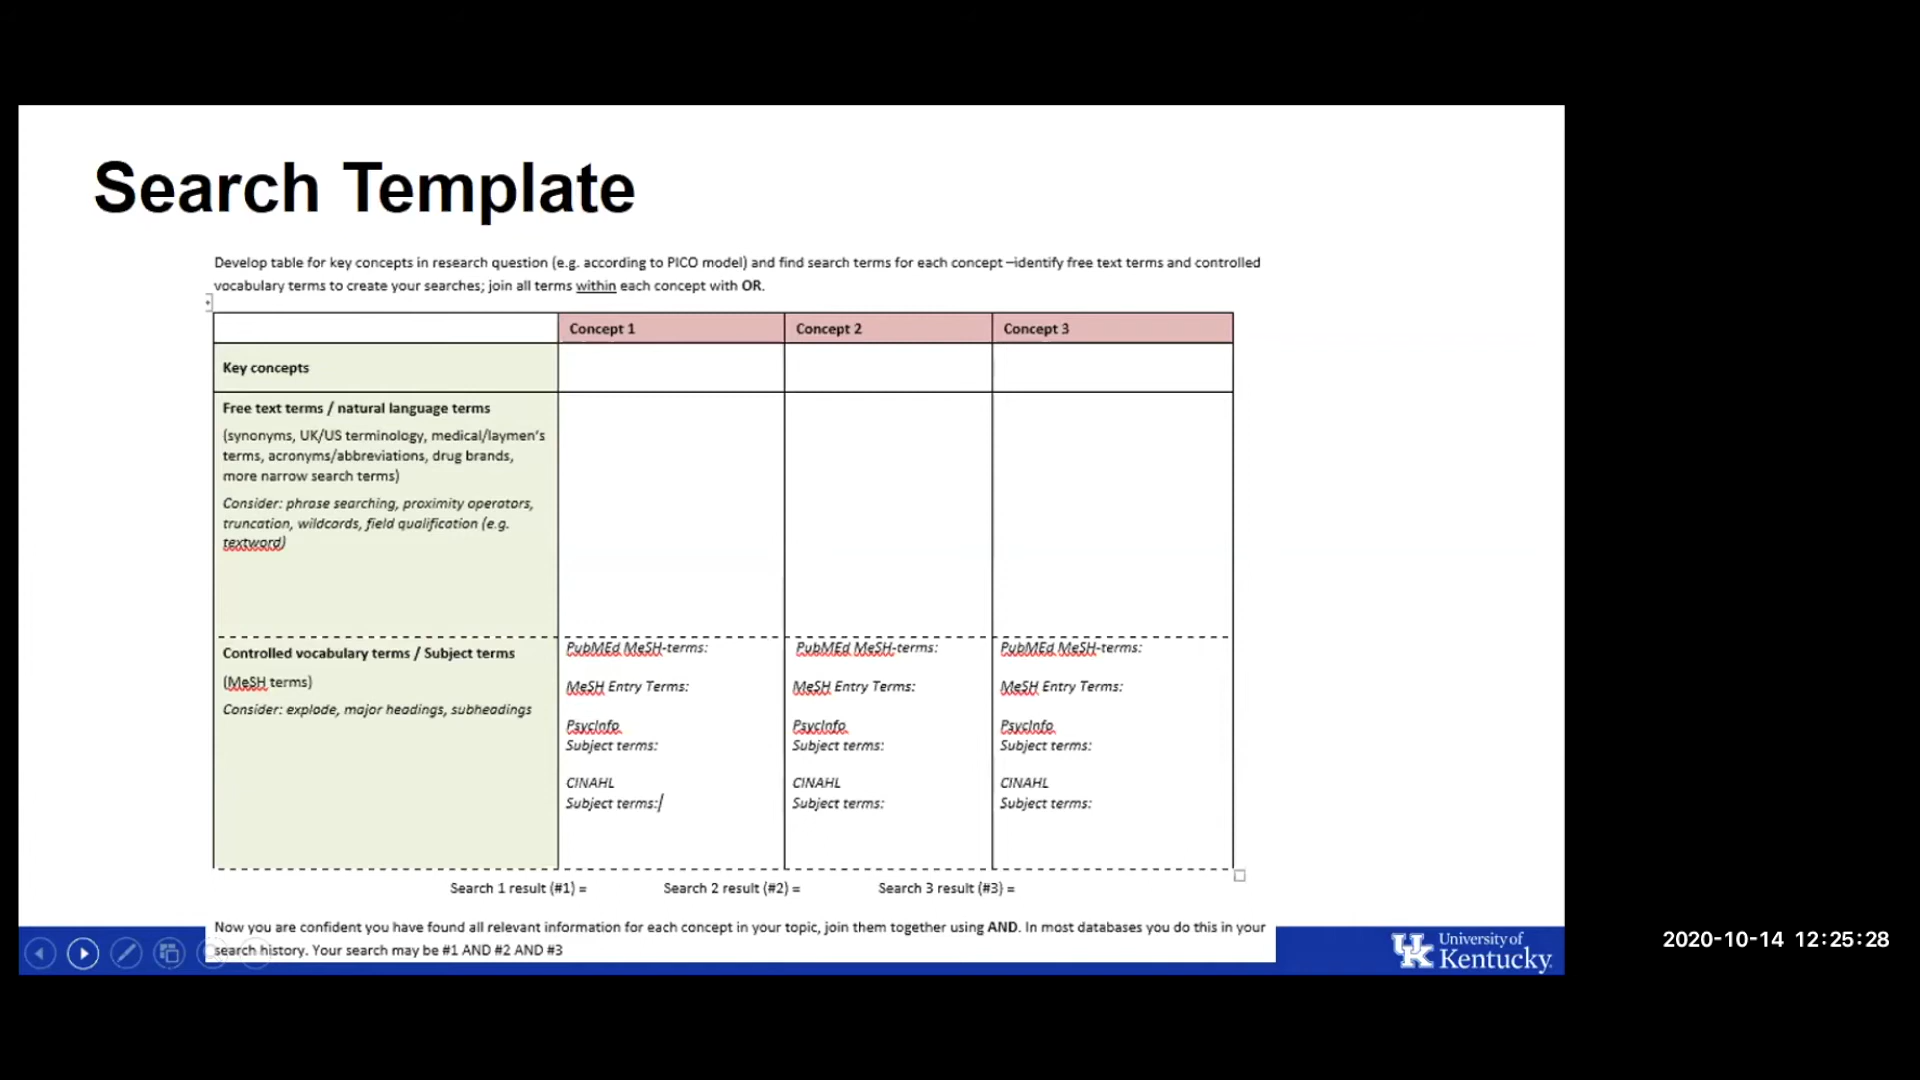 Search Template
Develop table for key concepts in research question (e.g. according to PICO model) and find search terms for each concept –identify free text terms and controlled
vocabulary terms to create your searches; join all terms within each concept with OR.
Concept 1 Concept 2 Concept 3
Key concepts
Free text terms / natural language terms
(synonyms, UK/US terminology, medical/laymen's
terms, acronyms/abbreviations, drug brands,
more narrow search terms)
Consider: phrase searching, proximity operators,
truncation, wildcards, field qualification (e.g.
textword)
Controlled vocabulary terms / Subject terms
(MeSH terms)
Consider: explode, major headings, subheadings
PubMEd MeSH-terms:
MeSH Entry Terms:
PsycInfo
Subject terms:
CINAHL
Subject terms:
PubMEd MeSH-terms:
MeSH Entry Terms:
PsycInfo
Subject terms:
CINAHL
Subject terms:
PubMEd MeSH-terms:
MeSH Entry Terms:
PsycInfo
Subject terms:
CINAHL
Subject terms:
Search 1 result (#1) = Search 2 result (#2) = Search 3 result (#3) =
Now you are confident you have found all relevant information for each concept in your topic, join them together using AND. In most databases you do this in your
search history. Your search may be #1 AND #2 AND #3
UK University of
Kentucky
2020-10-14 12:25:28